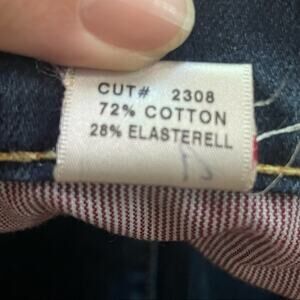 CUT# 2308
72% COTTON
28% ELASTERELL